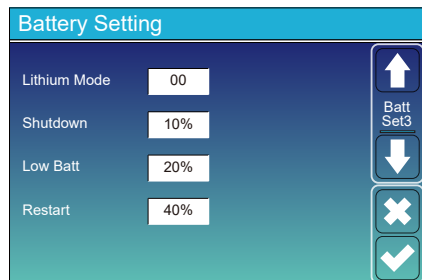 Battery Setting
Lithium Mode 00
Shutdown 10%
Low Batt 20%
Restart 40%
Batt
Set3